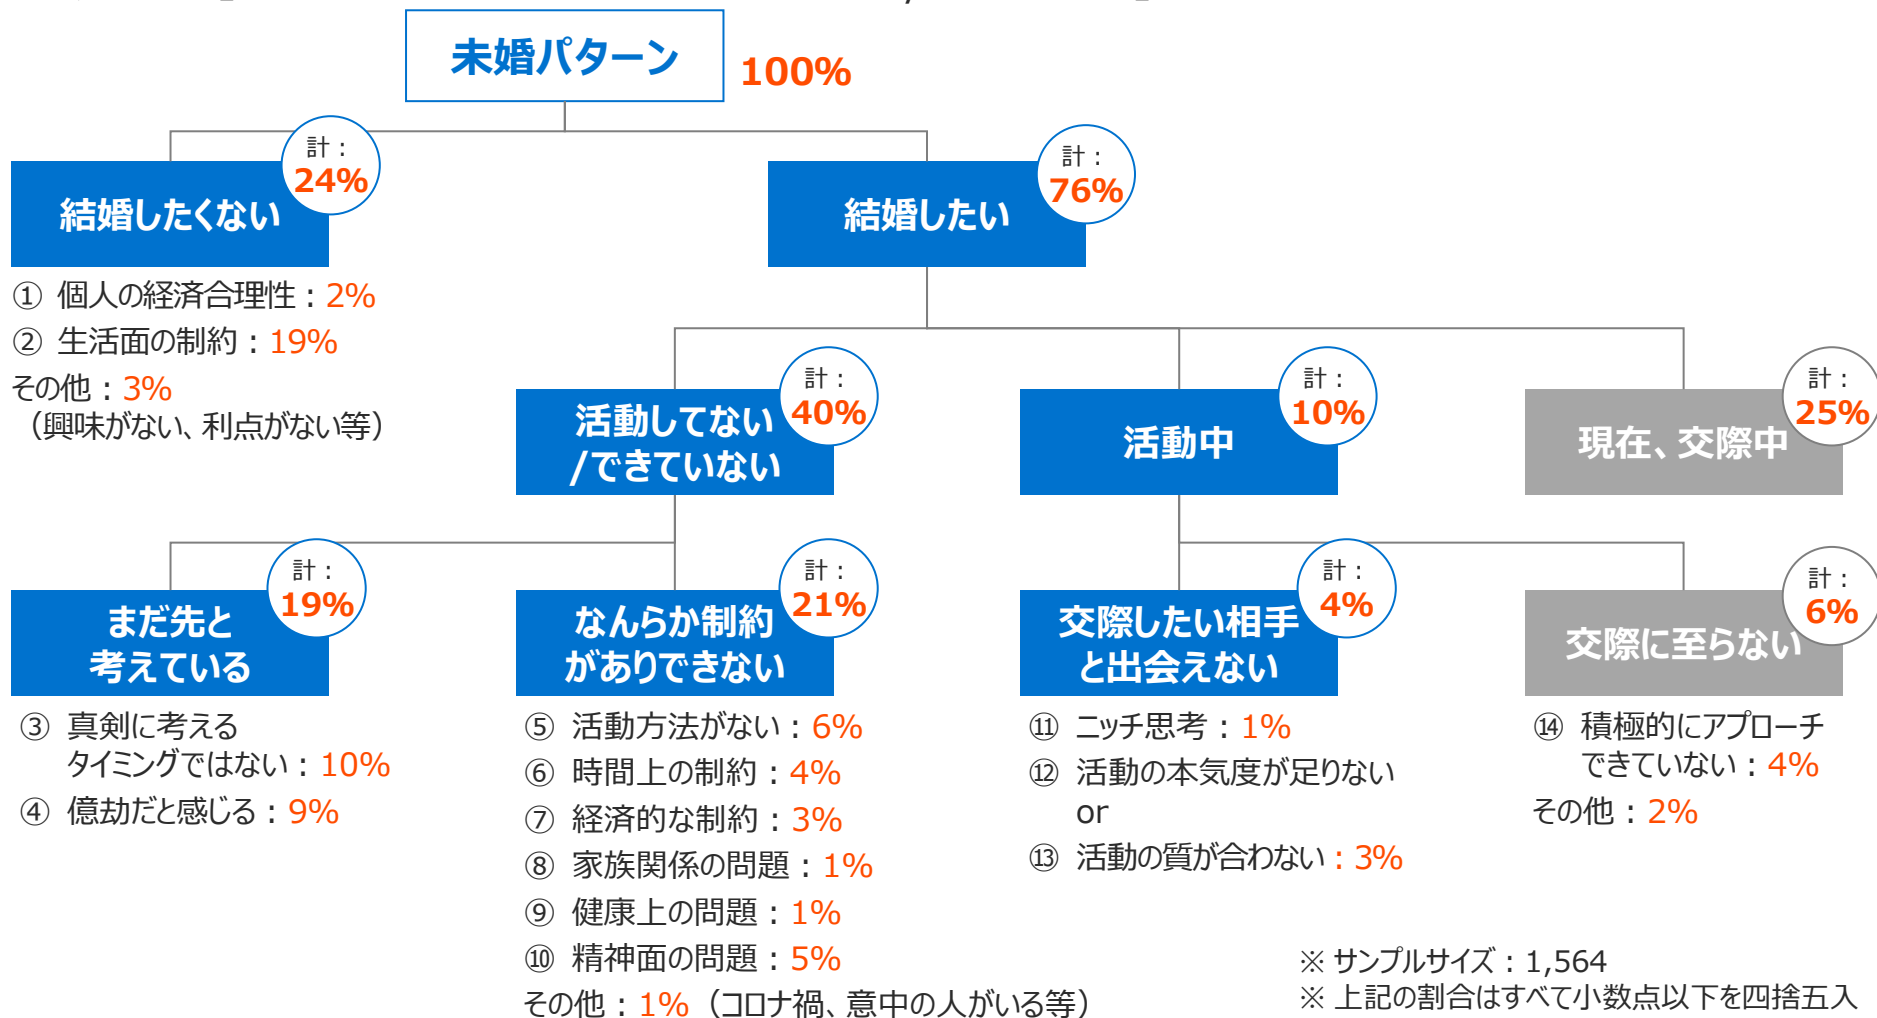 未婚パターン
100%
計：
24%
結婚したくない
計：
76%
結婚したい
① 個人の経済合理性：2%
② 生活面の制約：19%
その他：3%
（興味がない、利点がない等）
計：
40%
活動してない
/できていない
計：
10%
活動中
計：
25%
現在、交際中
計：
19%
まだ先と
考えている
計：
21%
なんらか制約
がありできない
計：
4%
交際したい相手
と出会えない
計：
6%
交際に至らない
③ 真剣に考える
タイミングではない：10%
④ 億劫だと感じる：9%
⑤ 活動方法がない：6%
⑥ 時間上の制約：4%
⑦ 経済的な制約：3%
⑧ 家族関係の問題：1%
⑨ 健康上の問題：1%
⑩ 精神面の問題：5%
その他：1%（コロナ禍、意中の人がいる等）
⑪ ニッチ思考：1%
⑫ 活動の本気度が足りない
or
⑬ 活動の質が合わない：3%
⑭ 積極的にアプローチ
できていない：4%
その他：2%
※ サンプルサイズ：1,564
※ 上記の割合はすべて小数点以下を四捨五入